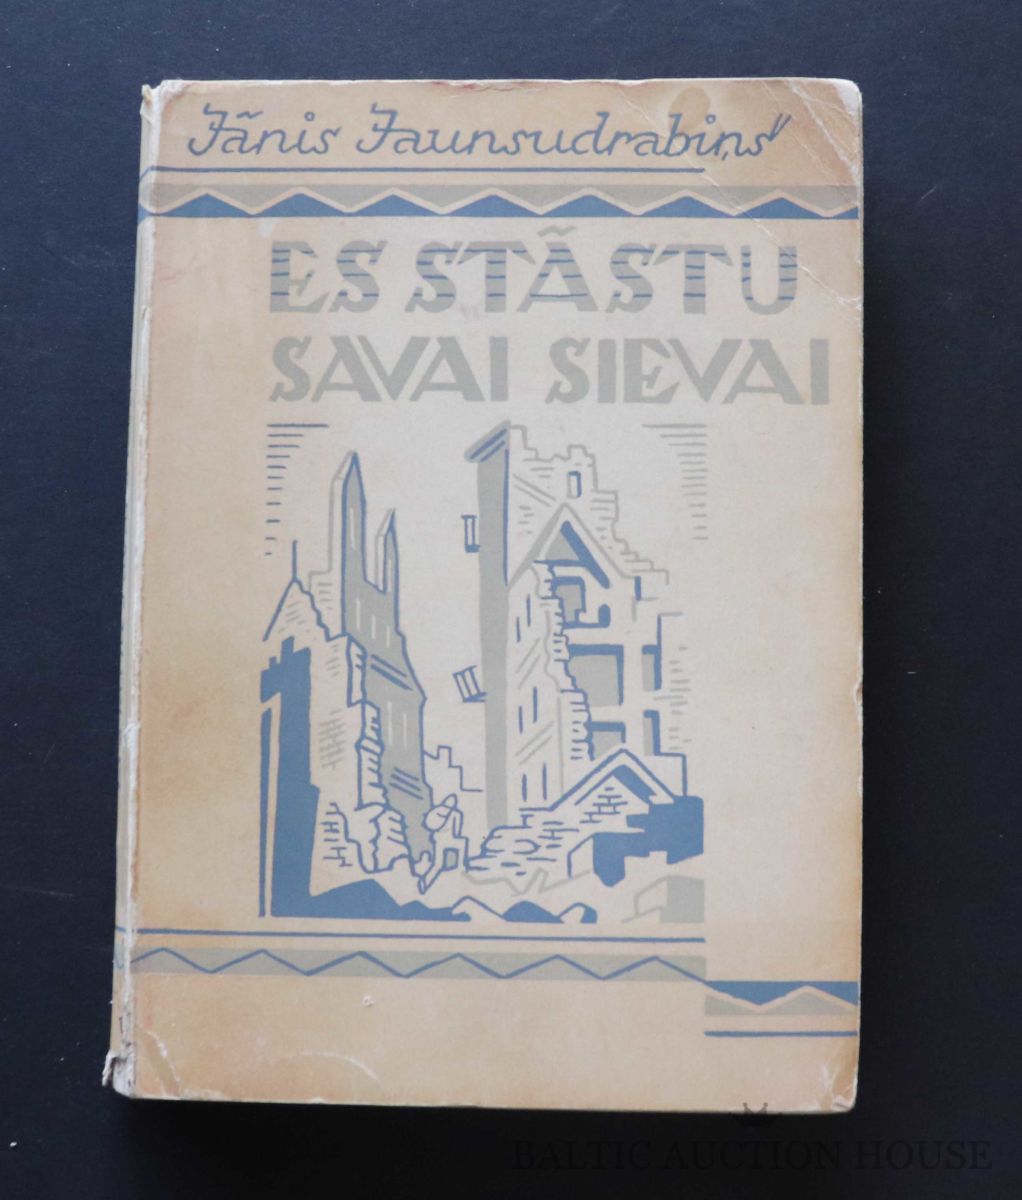 Jānis Jaunsudrabiņš
ES STĀSTU
SAVAI SIEVAI
BALTIC AUCTION HOUSE